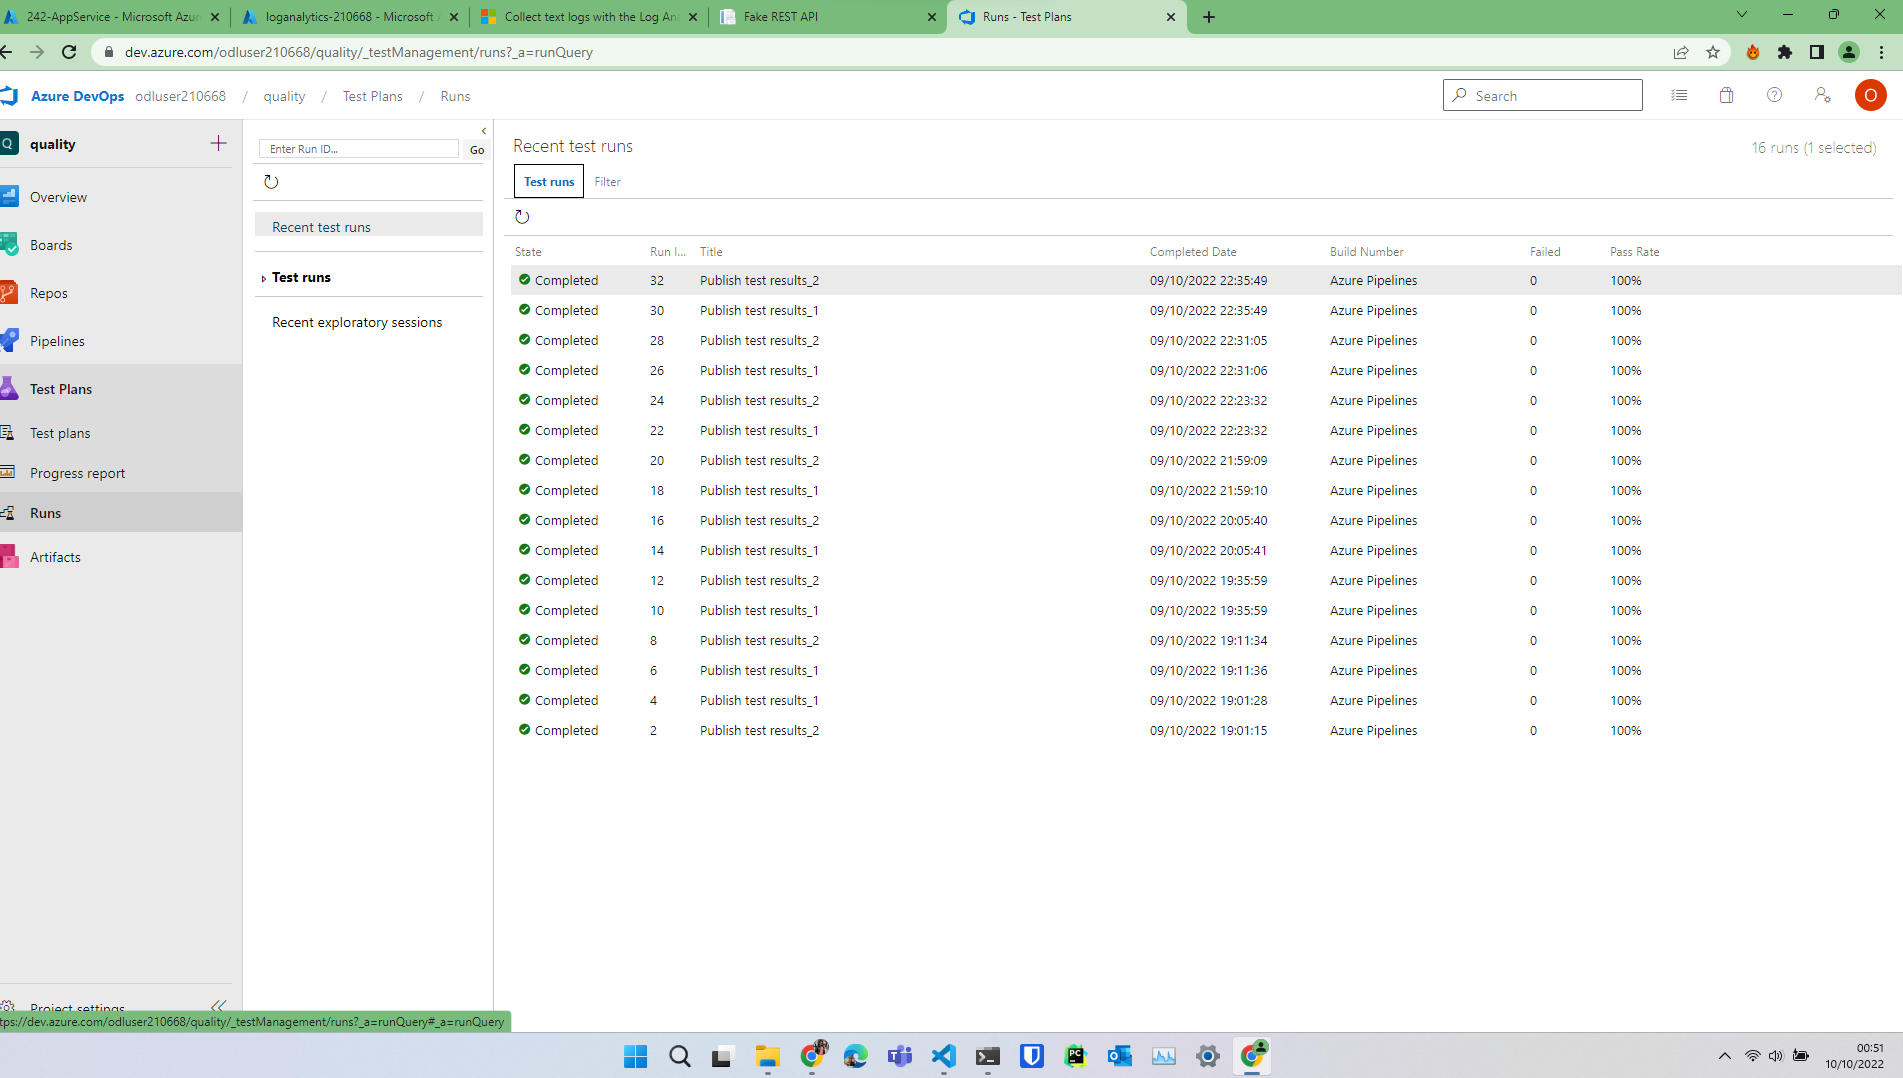 242-AppService - Microsoft Azur
loganalytics-210668 - Microsoft A
Collect text logs with the Log Ana
Fake REST API
Runs - Test Plans
dev.azure.com/odluser210668/quality/_testManagement/runs?_a=runQuery
Azure DevOps odluser210668 / quality / Test Plans / Runs
Search
O
Q quality
Overview
Boards
Repos
Pipelines
Test Plans
Test plans
Progress report
Runs
Artifacts
Project settings
tps://dev.azure.com/odluser210668/quality/_testManagement/runs?_a=runQuery#_a=runQuery
Enter Run ID... Go
Recent test runs
Test runs
Recent exploratory sessions
Recent test runs
16 runs (1 selected)
Test runs Filter
State Run I... Title Completed Date Build Number Failed Pass Rate
Completed 32 Publish test results_2 09/10/2022 22:35:49 Azure Pipelines 0 100%
Completed 30 Publish test results_1 09/10/2022 22:35:49 Azure Pipelines 0 100%
Completed 28 Publish test results_2 09/10/2022 22:31:05 Azure Pipelines 0 100%
Completed 26 Publish test results_1 09/10/2022 22:31:06 Azure Pipelines 0 100%
Completed 24 Publish test results_2 09/10/2022 22:23:32 Azure Pipelines 0 100%
Completed 22 Publish test results_1 09/10/2022 22:23:32 Azure Pipelines 0 100%
Completed 20 Publish test results_2 09/10/2022 21:59:09 Azure Pipelines 0 100%
Completed 18 Publish test results_1 09/10/2022 21:59:10 Azure Pipelines 0 100%
Completed 16 Publish test results_2 09/10/2022 20:05:40 Azure Pipelines 0 100%
Completed 14 Publish test results_1 09/10/2022 20:05:41 Azure Pipelines 0 100%
Completed 12 Publish test results_2 09/10/2022 19:35:59 Azure Pipelines 0 100%
Completed 10 Publish test results_1 09/10/2022 19:35:59 Azure Pipelines 0 100%
Completed 8 Publish test results_2 09/10/2022 19:11:34 Azure Pipelines 0 100%
Completed 6 Publish test results_1 09/10/2022 19:11:36 Azure Pipelines 0 100%
Completed 4 Publish test results_1 09/10/2022 19:01:28 Azure Pipelines 0 100%
Completed 2 Publish test results_2 09/10/2022 19:01:15 Azure Pipelines 0 100%
PC
00:51
10/10/2022